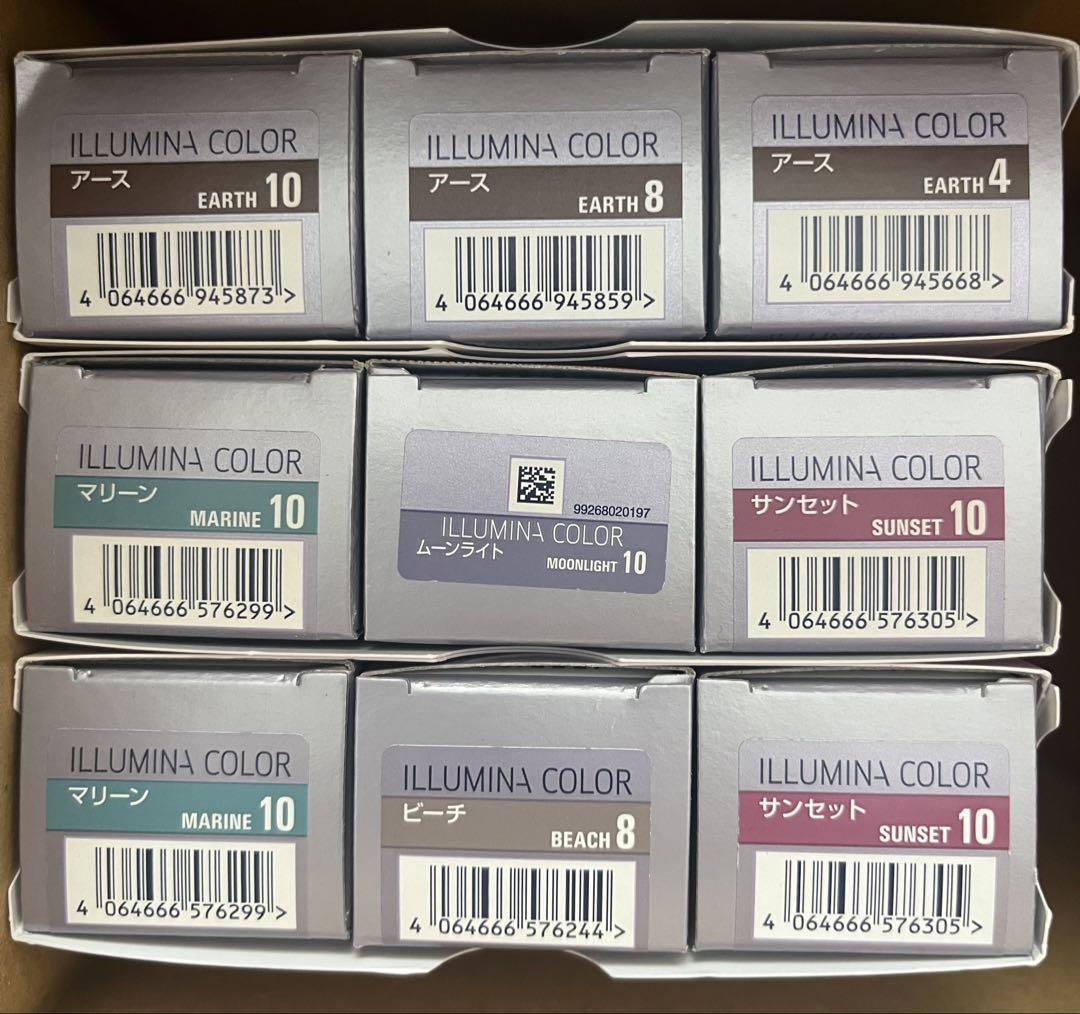 ILLUMINA COLOR
アース
EARTH 10
4 064666 945873 >
ILLUMINA COLOR
アース
EARTH 8
4 064666 945859 >
ILLUMINA COLOR
アース
EARTH 4
4 064666 945668 >
ILLUMINA COLOR
マリーン
MARINE 10
4 064666 576299 >
99268020197
ILLUMINA COLOR
ムーンライト
MOONLIGHT 10
ILLUMINA COLOR
サンセット
SUNSET 10
4 064666 576305 >
ILLUMINA COLOR
マリーン
MARINE 10
4 064666 576299 >
ILLUMINA COLOR
ビーチ
BEACH 8
4 064666 576244 >
ILLUMINA COLOR
サンセット
SUNSET 10
4 064666 576305 >